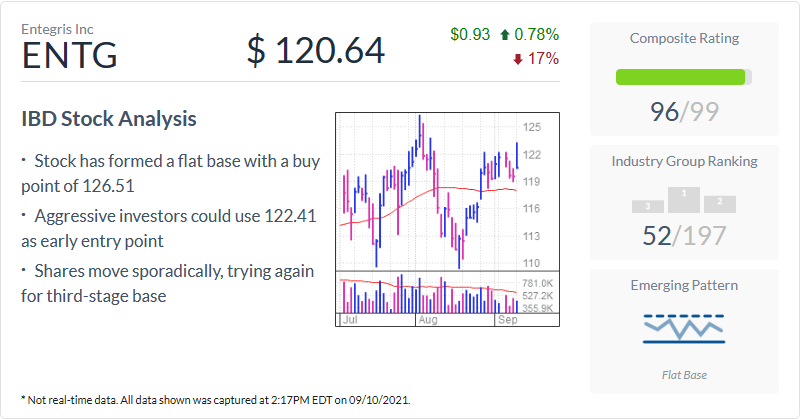 Entegris Inc
ENTG
$ 120.64
$0.93 0.78%
17%
IBD Stock Analysis
· Stock has formed a flat base with a buy
point of 126.51
· Aggressive investors could use 122.41
as early entry point
· Shares move sporadically, trying again
for third-stage base
125
122
119
116
113
110
781.0K
527.2K
355.9K
Jul Aug Sep
Composite Rating
96/99
Industry Group Ranking
3 1 2
52/197
Emerging Pattern
Flat Base
* Not real-time data. All data shown was captured at 2:17PM EDT on 09/10/2021.